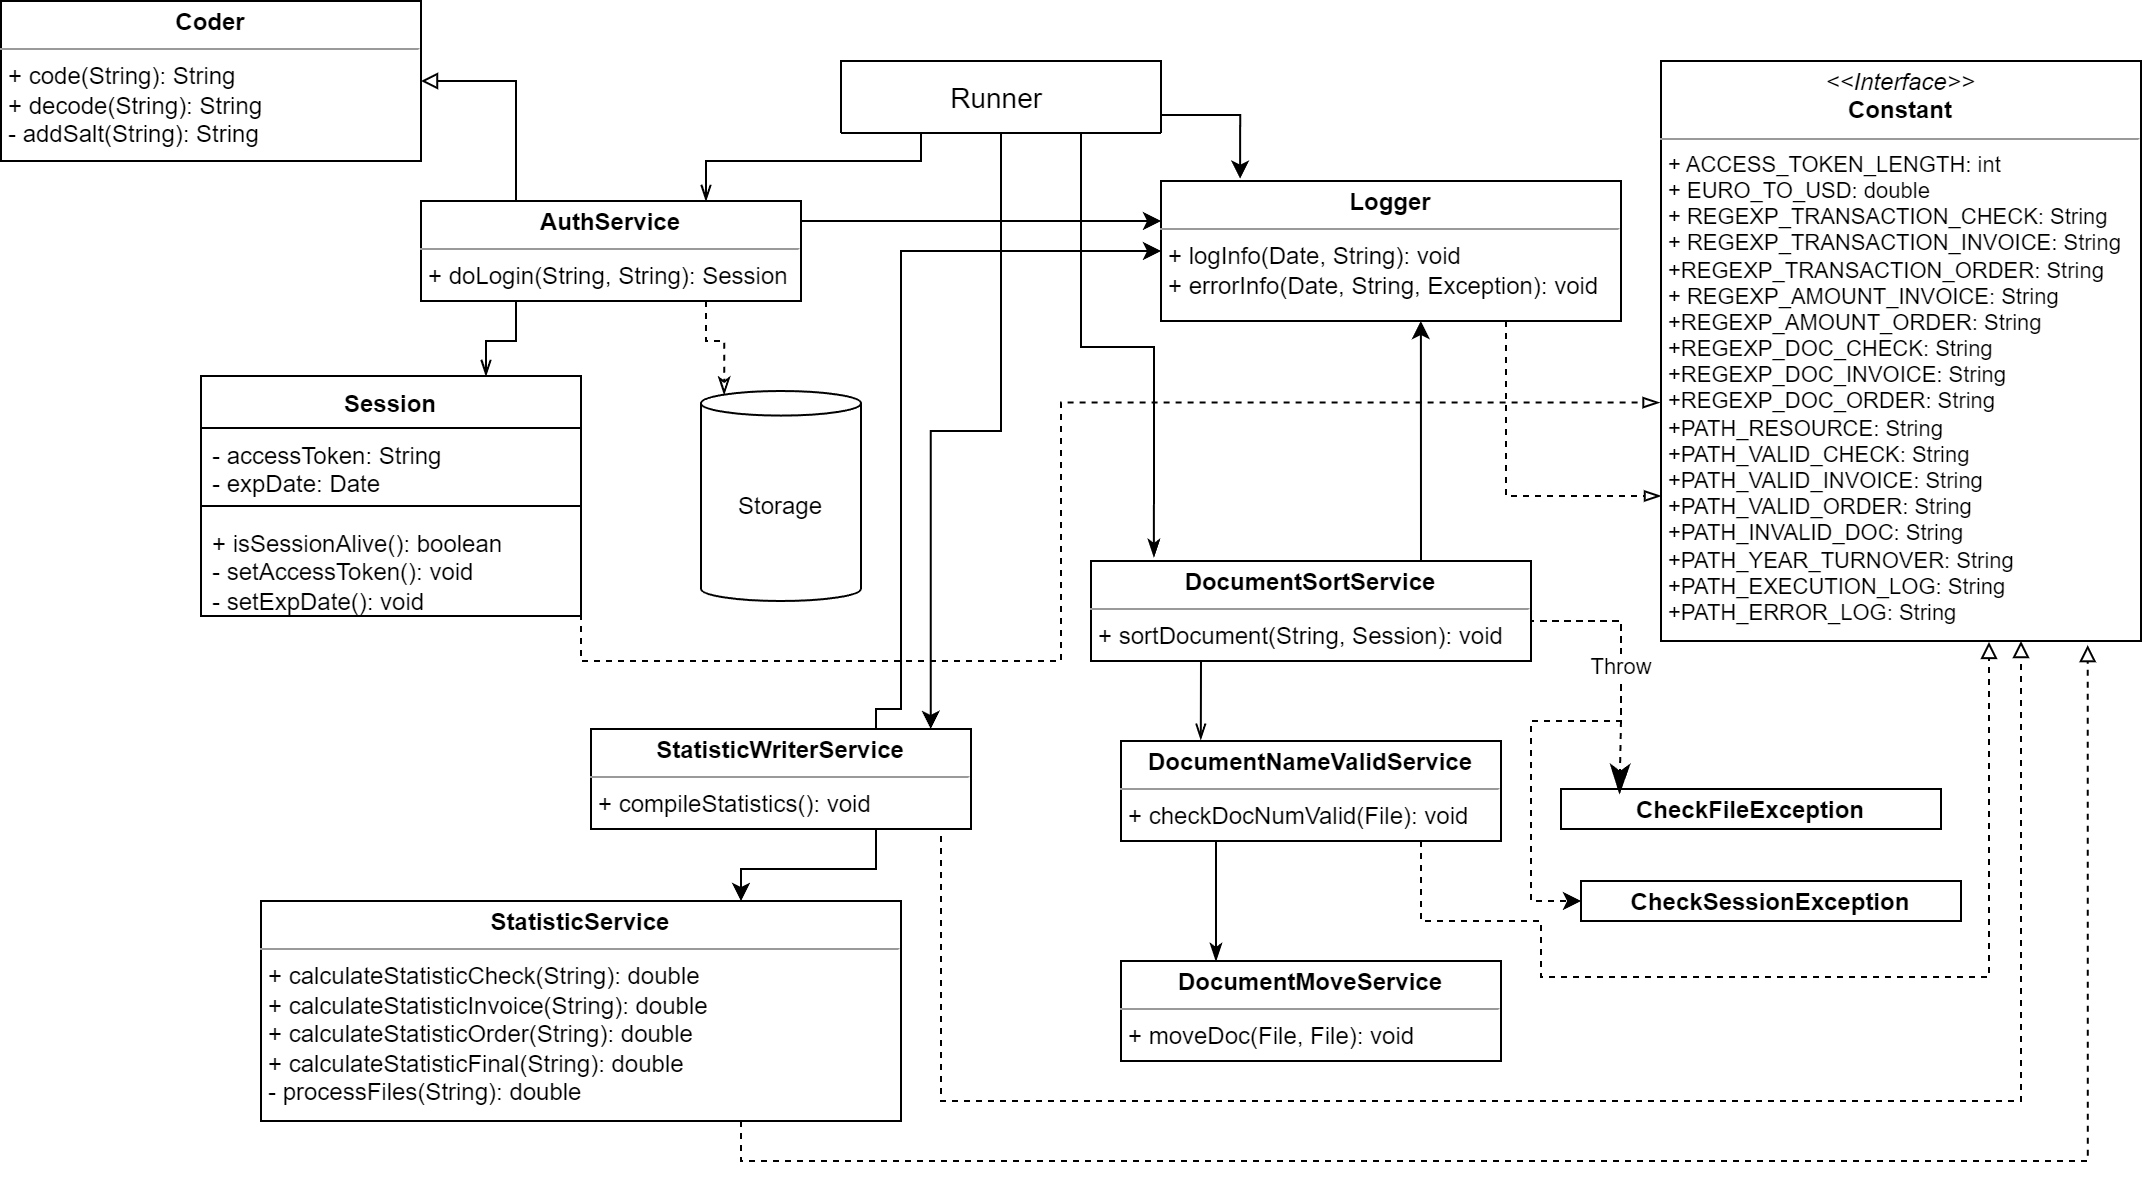 Coder
+ code(String): String
+ decode(String): String
- addSalt(String): String
Runner
<<Interface>>
Constant
+ ACCESS_TOKEN_LENGTH: int
+ EURO_TO_USD: double
+ REGEXP_TRANSACTION_CHECK: String
+ REGEXP_TRANSACTION_INVOICE: String
+REGEXP_TRANSACTION_ORDER: String
+ REGEXP_AMOUNT_INVOICE: String
+REGEXP_AMOUNT_ORDER: String
+REGEXP_DOC_CHECK: String
+REGEXP_DOC_INVOICE: String
+REGEXP_DOC_ORDER: String
+PATH_RESOURCE: String
+PATH_VALID_CHECK: String
+PATH_VALID_INVOICE: String
+PATH_VALID_ORDER: String
+PATH_INVALID_DOC: String
+PATH_YEAR_TURNOVER: String
+PATH_EXECUTION_LOG: String
+PATH_ERROR_LOG: String
AuthService
+ doLogin(String, String): Session
Logger
+ logInfo(Date, String): void
+ errorInfo(Date, String, Exception): void
Session
- accessToken: String
- expDate: Date
+ isSessionAlive(): boolean
- setAccessToken(): void
- setExpDate(): void
Storage
DocumentSortService
+ sortDocument(String, Session): void
Throw
StatisticWriterService
+ compileStatistics(): void
DocumentNameValidService
+ checkDocNumValid(File): void
CheckFileException
CheckSessionException
StatisticService
+ calculateStatisticCheck(String): double
+ calculateStatisticInvoice(String): double
+ calculateStatisticOrder(String): double
+ calculateStatisticFinal(String): double
- processFiles(String): double
DocumentMoveService
+ moveDoc(File, File): void